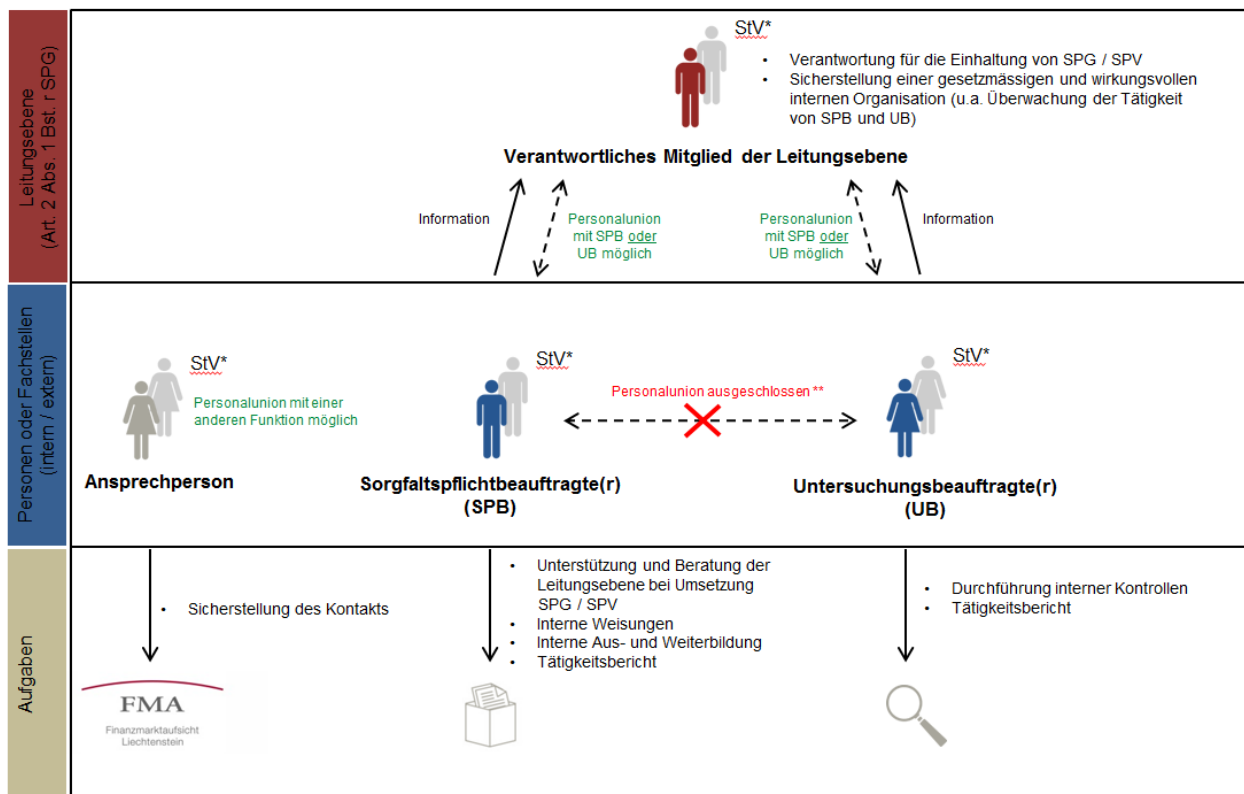 Leitungsebene
(Art. 2 Abs. 1 Bst. r SPG)
StV*
• Verantwortung für die Einhaltung von SPG / SPV
• Sicherstellung einer gesetzmässigen und wirkungsvollen
internen Organisation (u.a. Überwachung der Tätigkeit
von SPB und UB)
Verantwortliches Mitglied der Leitungsebene
Information
Personalunion
mit SPB oder
UB möglich
Personalunion
mit SPB oder
UB möglich
Information
Personen oder Fachstellen
(intern / extern)
StV*
Personalunion mit einer
anderen Funktion möglich
Ansprechperson
StV*
Sorgfaltspflichtbeauftragte(r)
(SPB)
Personalunion ausgeschlossen **
StV*
Untersuchungsbeauftragte(r)
(UB)
Aufgaben
• Sicherstellung des Kontakts
FMA
Finanzmarktaufsicht
Liechtenstein
• Unterstützung und Beratung der
Leitungsebene bei Umsetzung
SPG / SPV
• Interne Weisungen
• Interne Aus- und Weiterbildung
• Tätigkeitsbericht
• Durchführung interner Kontrollen
• Tätigkeitsbericht